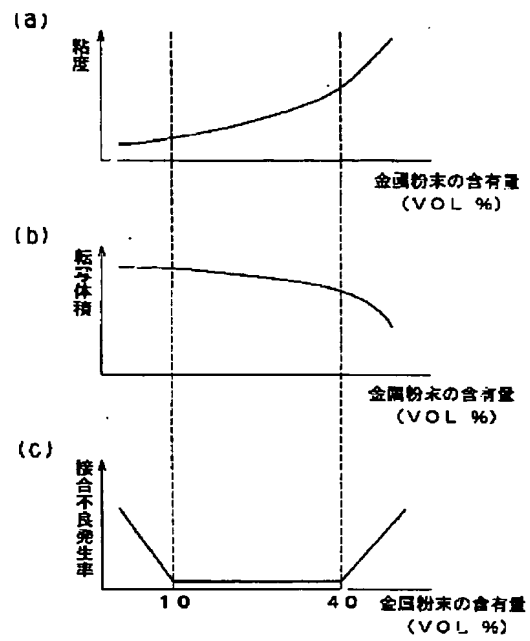 (a)
粘度
金属粉末の含有量
(VOL %)
(b)
転写体積
金属粉末の含有量
(VOL %)
(c)
接合不良発生率
10
40
金属粉末の含有量
(VOL %)